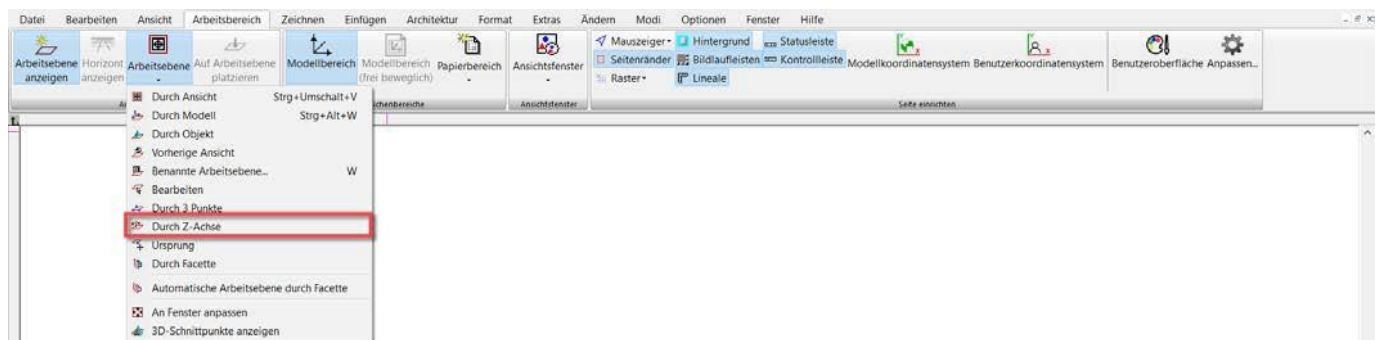 Datei Bearbeiten Ansicht Arbeitsbereich Zeichnen Einfügen Architektur Format Extras Ändern Modi Optionen Fenster Hilfe
Arbeitsebene anzeigen
Horizont anzeigen
Arbeitsebene
Auf Arbeitsebene platzieren
Modellbereich
Modellbereich (frei beweglich)
Papierbereich
Ansichtsfenster
Mauszeiger
Hintergrund
Statusleiste
Seitenränder
Bildlaufleisten
Kontrollleiste
Raster
Lineale
Modellkoordinatensystem
Benutzerkoordinatensystem
Benutzeroberfläche
Anpassen...
Ansichtsfenster
Seite einrichten
Durch Ansicht Strg+Umschalt+V
Durch Modell Strg+Alt+W
Durch Objekt
Vorherige Ansicht
Benannte Arbeitsebene... W
Bearbeiten
Durch 3 Punkte
Durch Z-Achse
Ursprung
Durch Facette
Automatische Arbeitsebene durch Facette
An Fenster anpassen
3D-Schnittpunkte anzeigen